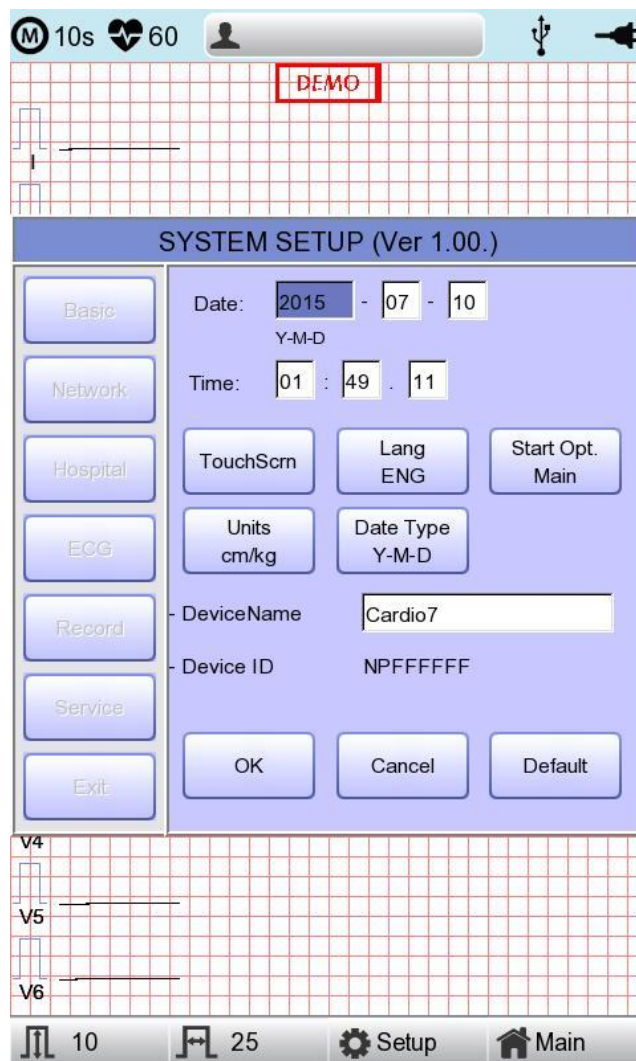 M 10s 60
DEMO
I
SYSTEM SETUP (Ver 1.00.)
Basic
Network
Hospital
ECG
Record
Service
Exit
Date: 2015 - 07 - 10
Y-M-D
Time: 01 : 49 . 11
TouchScrn
Lang
ENG
Start Opt.
Main
Units
cm/kg
Date Type
Y-M-D
- DeviceName Cardio7
- Device ID NPFFFFFF
OK Cancel Default
V4
V5
V6
10 25 Setup Main